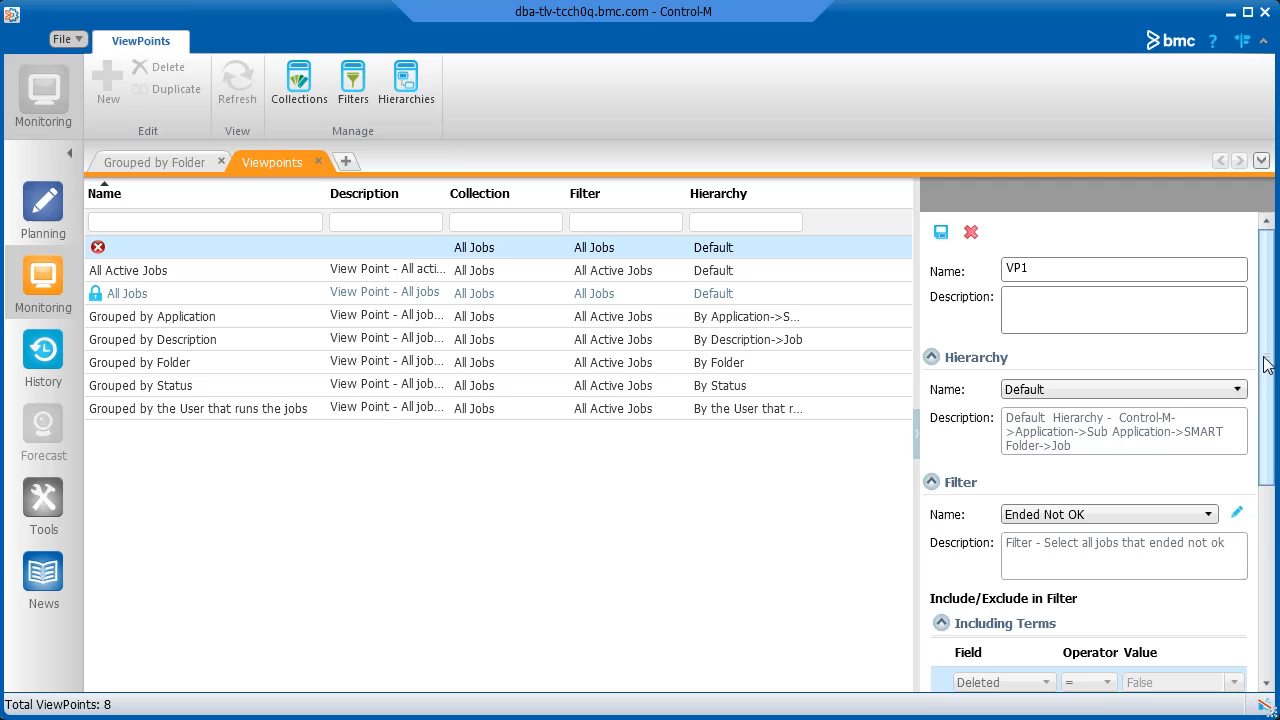 dba-tlv-tcch0q.bmc.com - Control-M
File
ViewPoints
bmc
?
Monitoring
New
Delete
Duplicate
Edit
Refresh
View
Collections
Filters
Hierarchies
Manage
Grouped by Folder
Viewpoints
Planning
Monitoring
History
Forecast
Tools
News
Name Description Collection Filter Hierarchy
All Jobs All Jobs Default
All Active Jobs View Point - All acti... All Jobs All Active Jobs Default
All Jobs View Point - All jobs All Jobs All Jobs Default
Grouped by Application View Point - All job... All Jobs All Active Jobs By Application->S...
Grouped by Description View Point - All job... All Jobs All Active Jobs By Description->Job
Grouped by Folder View Point - All job... All Jobs All Active Jobs By Folder
Grouped by Status View Point - All job... All Jobs All Active Jobs By Status
Grouped by the User that runs the jobs View Point - All job... All Jobs All Active Jobs By the User that r...
Name: VP1
Description:
Hierarchy
Name: Default
Description: Default Hierarchy - Control-M-
>Application->Sub Application->SMART
Folder->Job
Filter
Name: Ended Not OK
Description: Filter - Select all jobs that ended not ok
Include/Exclude in Filter
Including Terms
Field Operator Value
Deleted = False
Total ViewPoints: 8